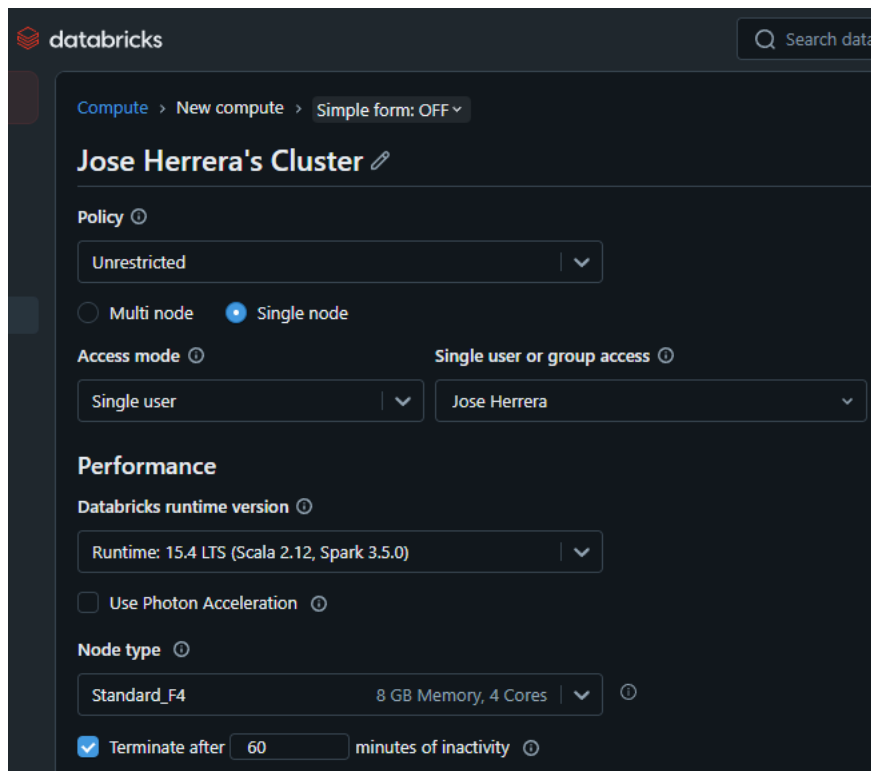 databricks
Search data
Compute > New compute > Simple form: OFF
Jose Herrera's Cluster
Policy
Unrestricted
Multi node Single node
Access mode Single user or group access
Single user Jose Herrera
Performance
Databricks runtime version
Runtime: 15.4 LTS (Scala 2.12, Spark 3.5.0)
Use Photon Acceleration
Node type
Standard_F4 8 GB Memory, 4 Cores
Terminate after 60 minutes of inactivity